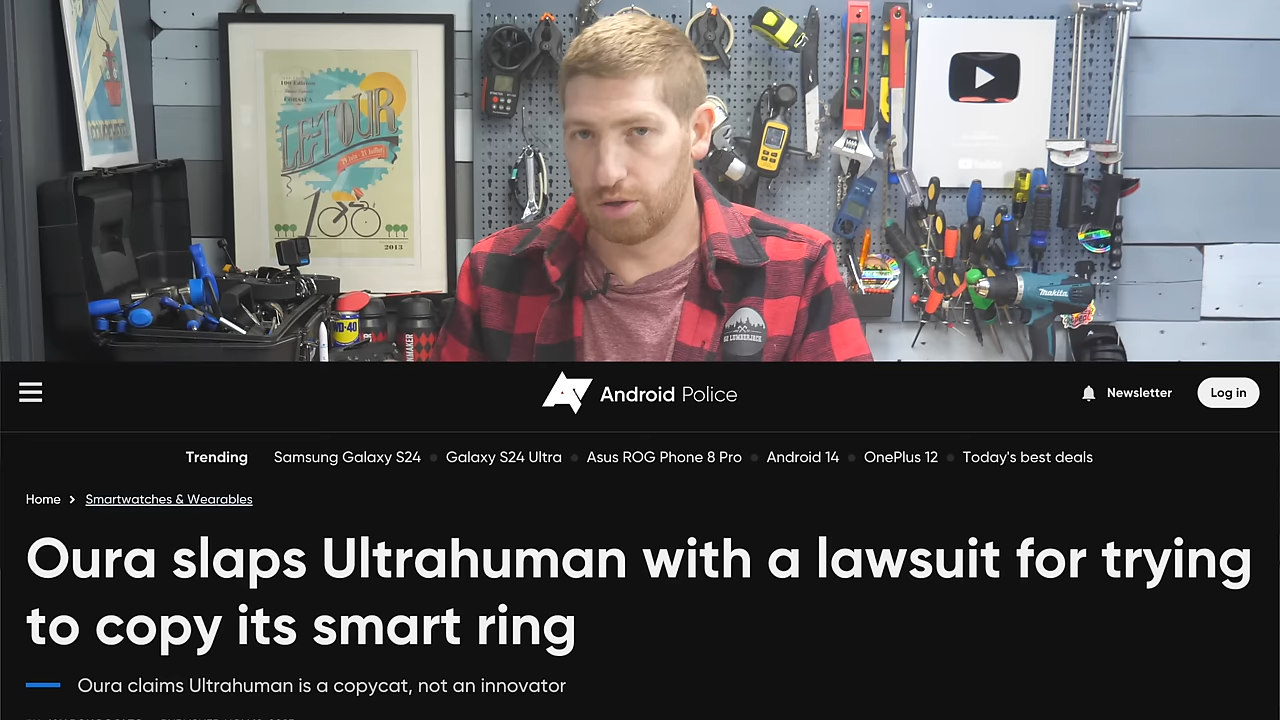 LE TOUR
2013
WD-40
Makita
YouTube
Android Police
Newsletter
Log in
Trending
Samsung Galaxy S24
Galaxy S24 Ultra
Asus ROG Phone 8 Pro
Android 14
OnePlus 12
Today's best deals
Home
Smartwatches & Wearables
Oura slaps Ultrahuman with a lawsuit for trying
to copy its smart ring
Oura claims Ultrahuman is a copycat, not an innovator